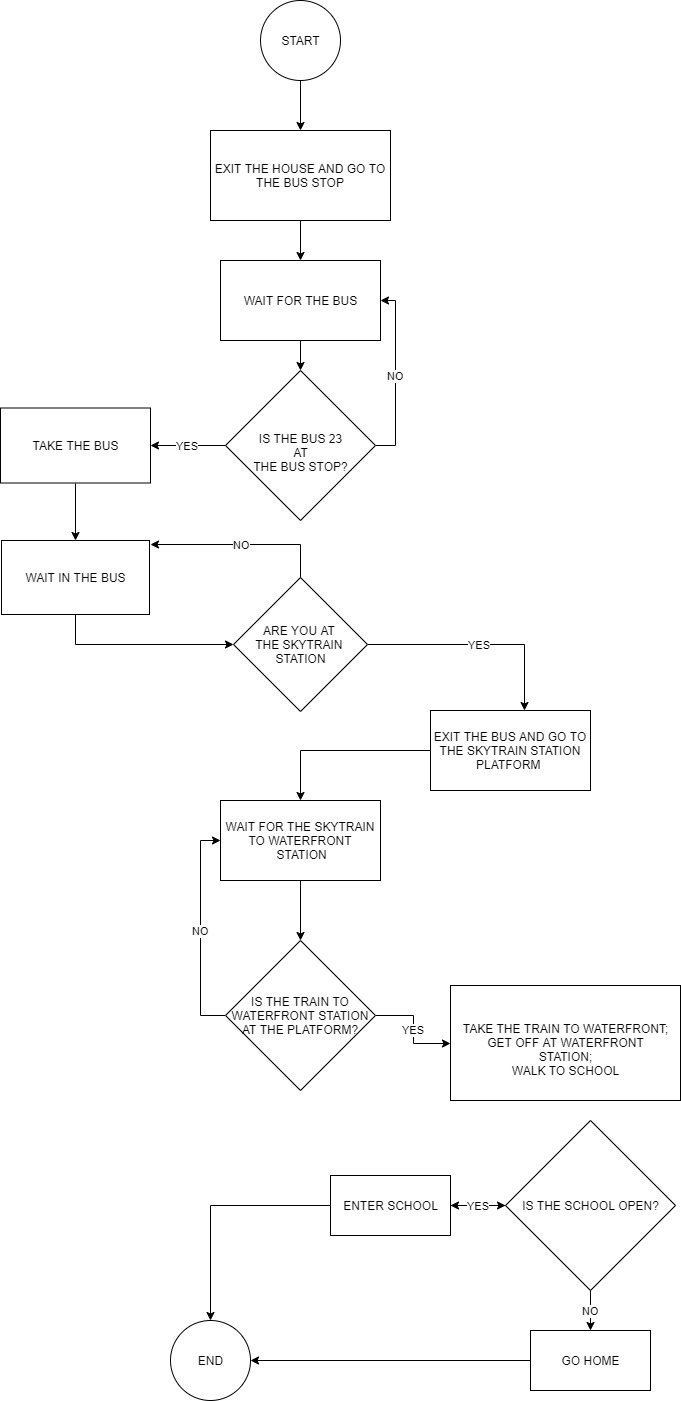 START
EXIT THE HOUSE AND GO TO
THE BUS STOP
WAIT FOR THE BUS
NO
IS THE BUS 23
AT
THE BUS STOP?
YES
TAKE THE BUS
WAIT IN THE BUS
NO
ARE YOU AT
THE SKYTRAIN
STATION
YES
EXIT THE BUS AND GO TO
THE SKYTRAIN STATION
PLATFORM
WAIT FOR THE SKYTRAIN
TO WATERFRONT
STATION
NO
IS THE TRAIN TO
WATERFRONT STATION
AT THE PLATFORM?
YES
TAKE THE TRAIN TO WATERFRONT;
GET OFF AT WATERFRONT
STATION;
WALK TO SCHOOL
IS THE SCHOOL OPEN?
YES
ENTER SCHOOL
NO
GO HOME
END